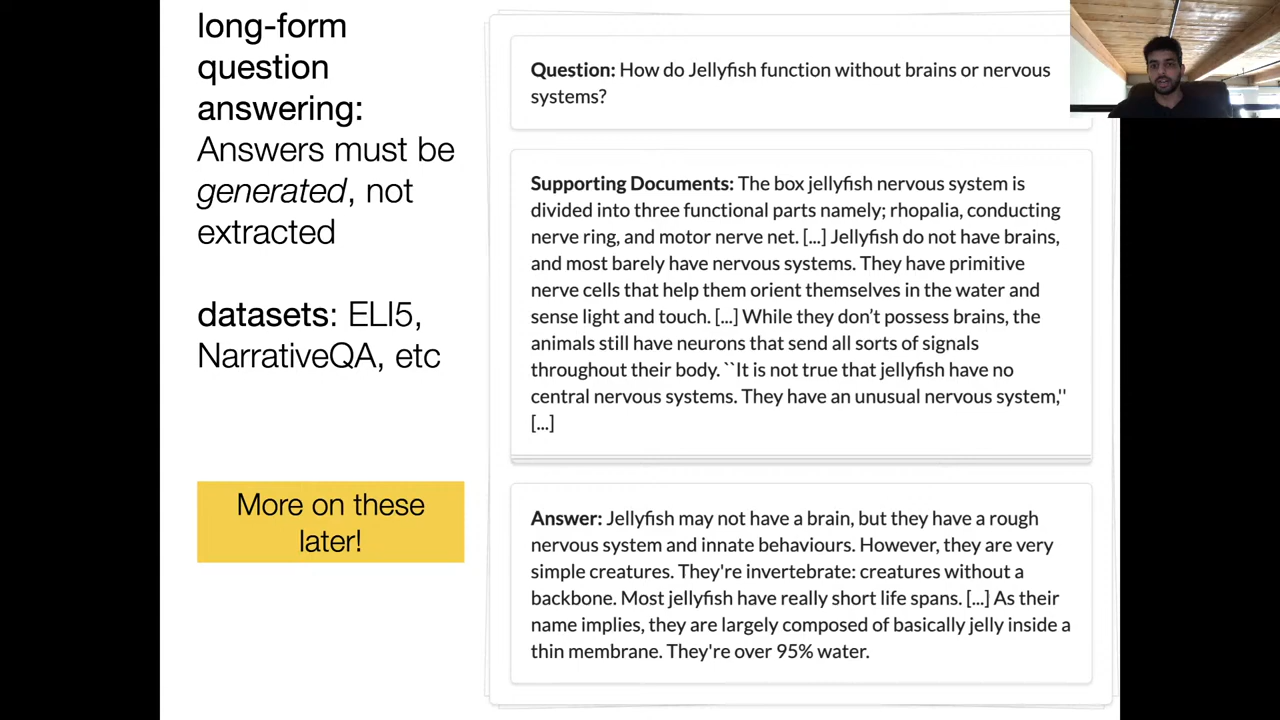 long-form
question
answering:
Answers must be
generated, not
extracted
datasets: ELI5,
NarrativeQA, etc
More on these
later!
Question: How do Jellyfish function without brains or nervous
systems?
Supporting Documents: The box jellyfish nervous system is
divided into three functional parts namely; rhopalia, conducting
nerve ring, and motor nerve net. [...] Jellyfish do not have brains,
and most barely have nervous systems. They have primitive
nerve cells that help them orient themselves in the water and
sense light and touch. [...] While they don’t possess brains, the
animals still have neurons that send all sorts of signals
throughout their body. ``It is not true that jellyfish have no
central nervous systems. They have an unusual nervous system,''
[...]
Answer: Jellyfish may not have a brain, but they have a rough
nervous system and innate behaviours. However, they are very
simple creatures. They're invertebrate: creatures without a
backbone. Most jellyfish have really short life spans. [...] As their
name implies, they are largely composed of basically jelly inside a
thin membrane. They're over 95% water.